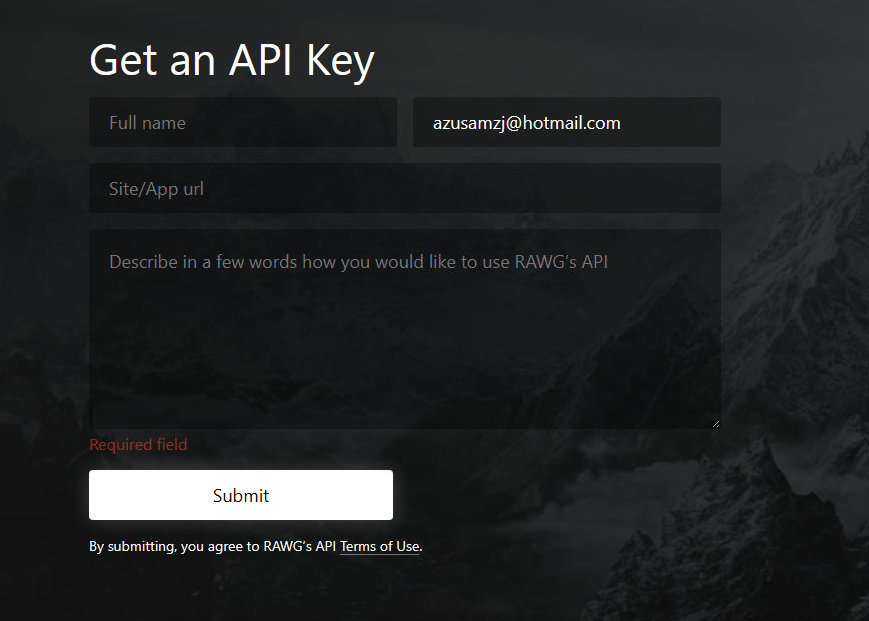 Get an API Key
Full name
azusamzj@hotmail.com
Site/App url
Describe in a few words how you would like to use RAWG's API
Required field
Submit
By submitting, you agree to RAWG's API Terms of Use.